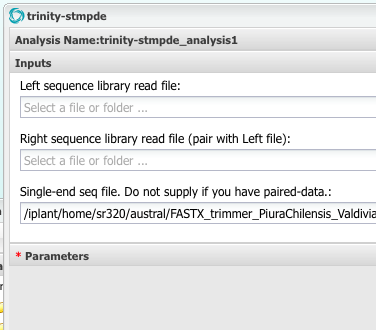 trinity-stmpde
Analysis Name:trinity-stmpde_analysis1
Inputs
Left sequence library read file:
Select a file or folder ...
Right sequence library read file (pair with Left file):
Select a file or folder ...
Single-end seq file. Do not supply if you have paired-data.:
/iplant/home/sr320/austral/FASTX_trimmer_PiuraChilensis_Valdivia
* Parameters